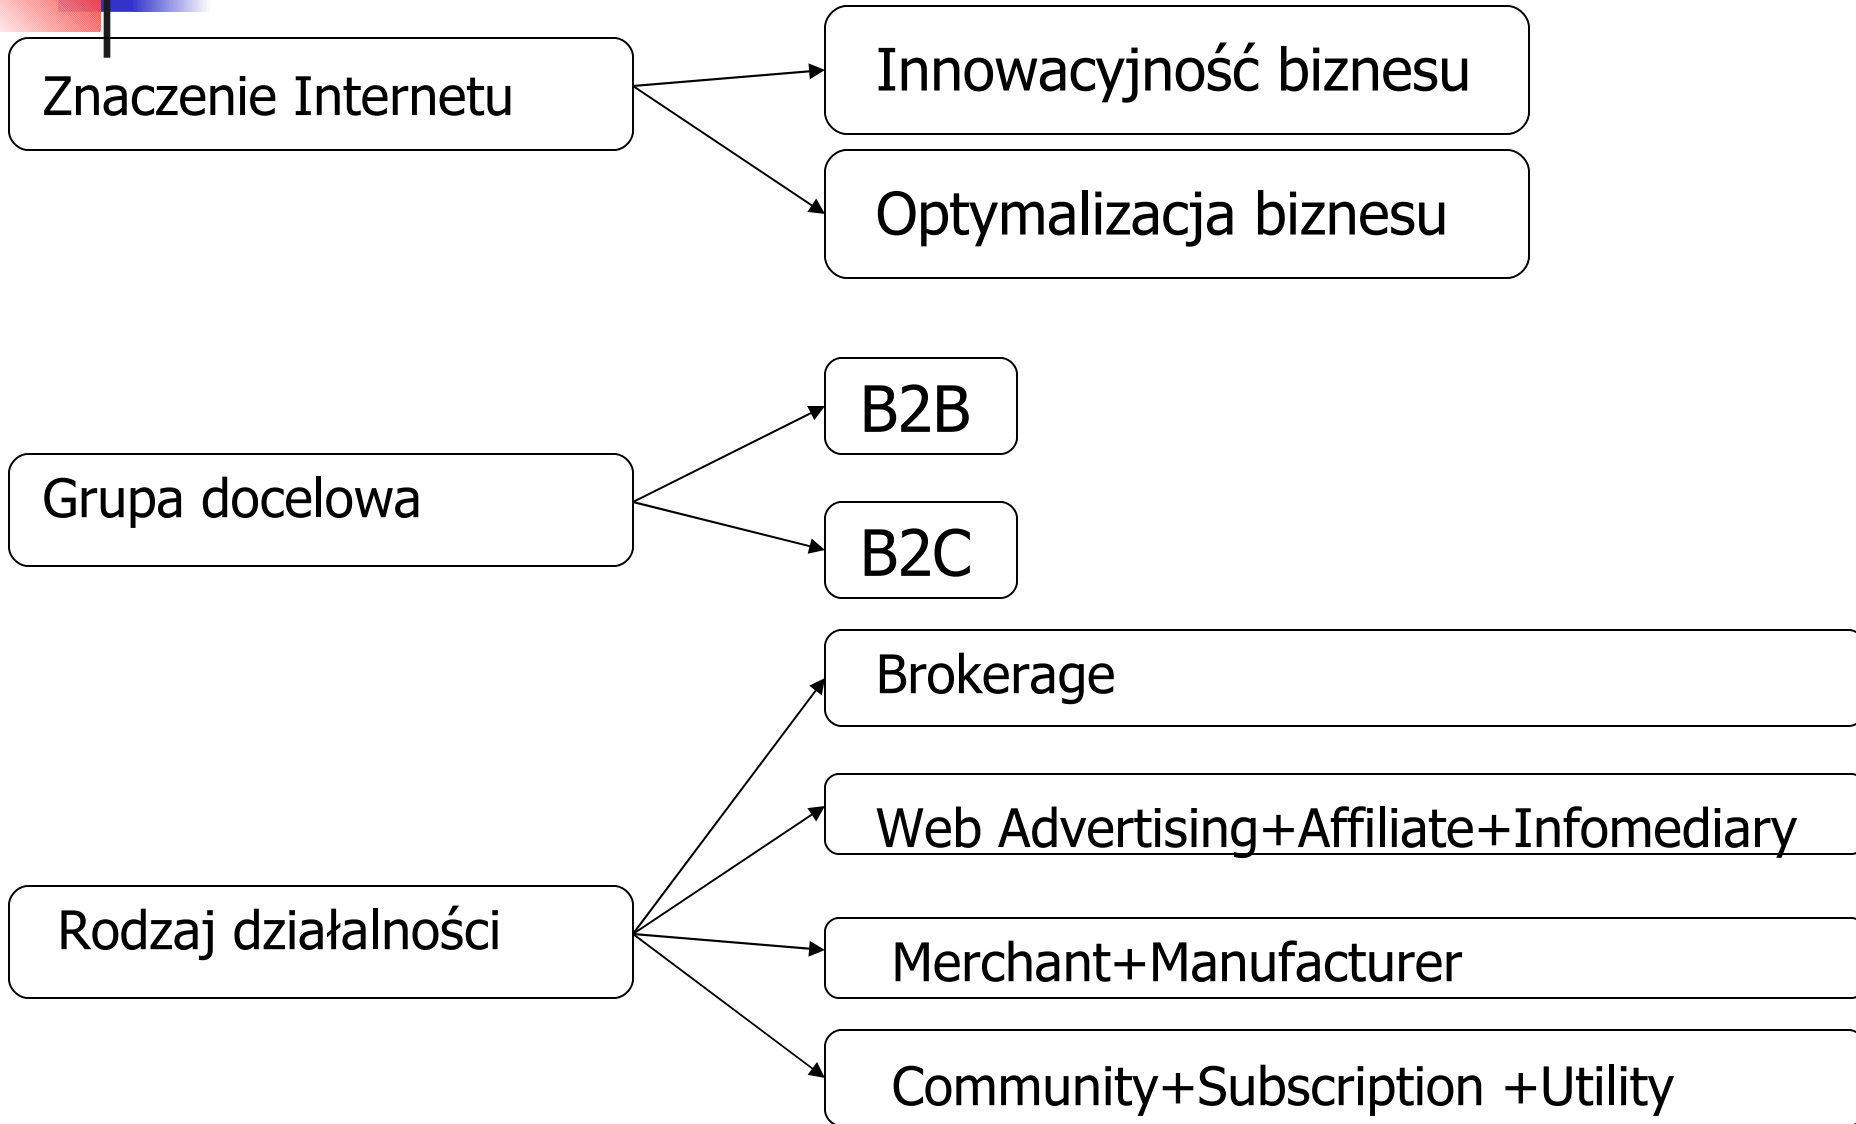 Znaczenie Internetu
Innowacyjność biznesu
Optymalizacja biznesu
Grupa docelowa
B2B
B2C
Rodzaj działalności
Brokerage
Web Advertising+Affiliate+Infomediary
Merchant+Manufacturer
Community+Subscription +Utility